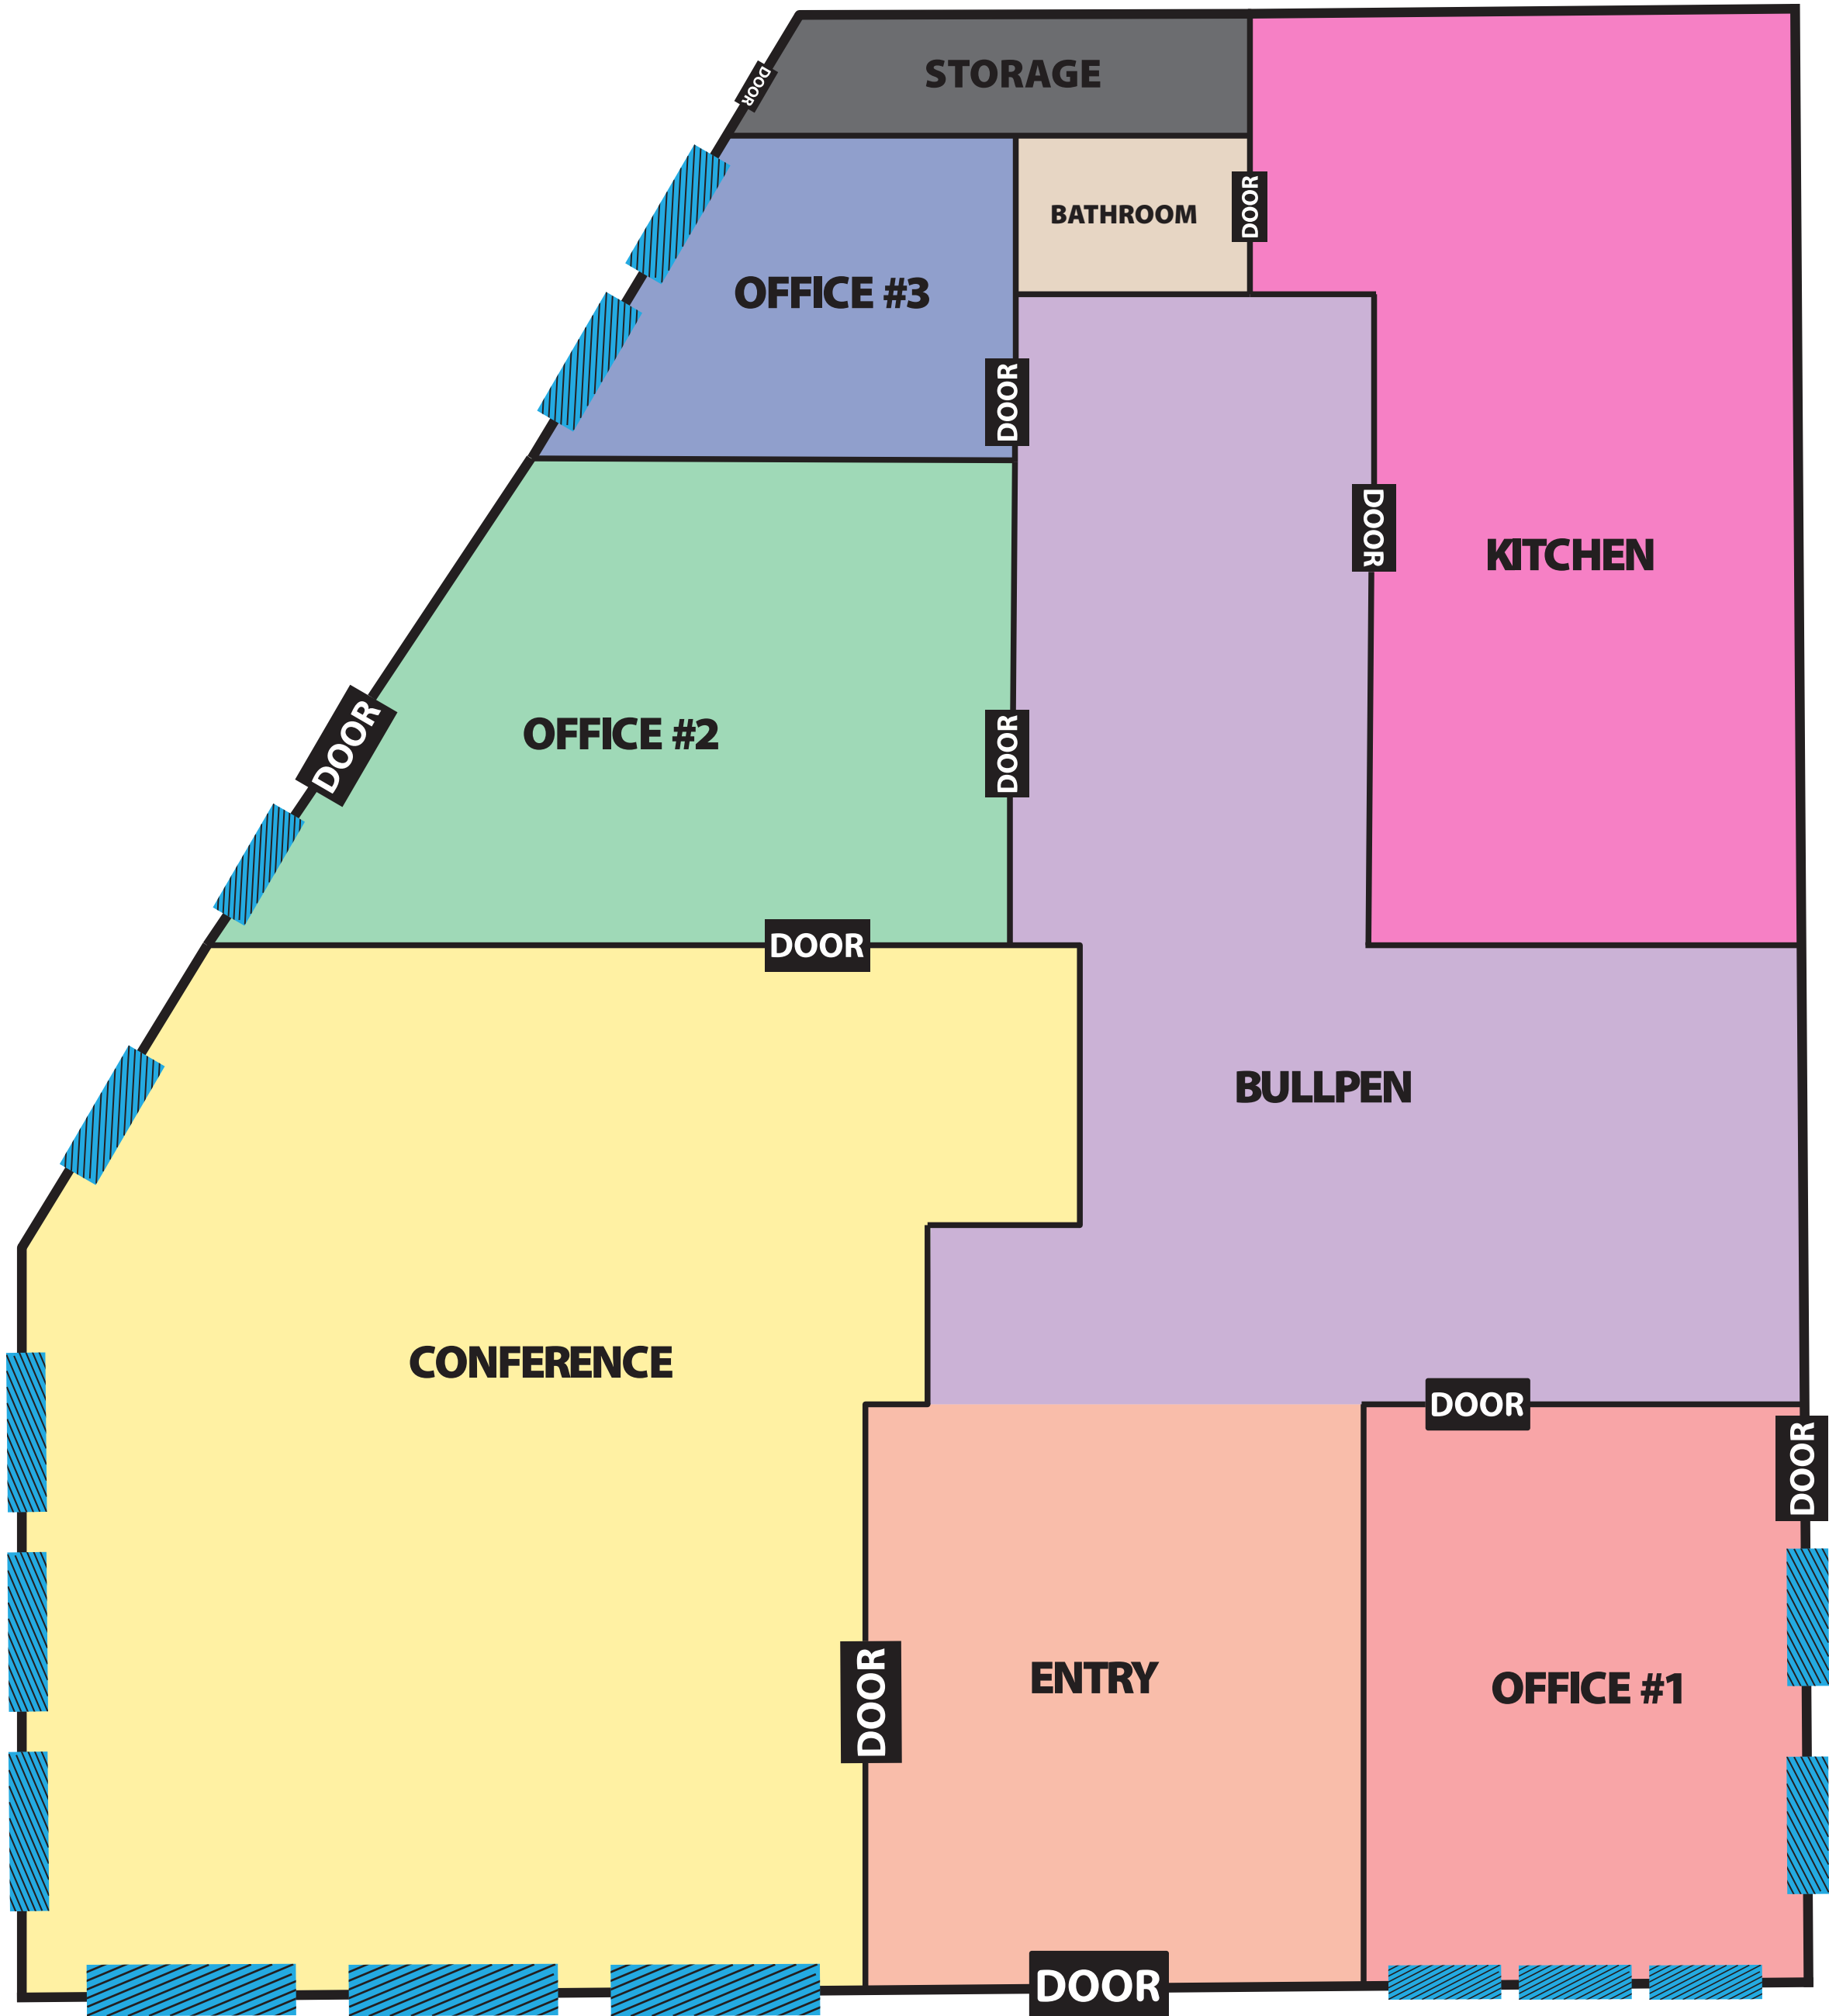 STORAGE
DOOR
BATHROOM
DOOR
OFFICE #3
DOOR
DOOR
KITCHEN
OFFICE #2
DOOR
DOOR
DOOR
BULLPEN
CONFERENCE
DOOR
DOOR
ENTRY
OFFICE #1
DOOR
DOOR